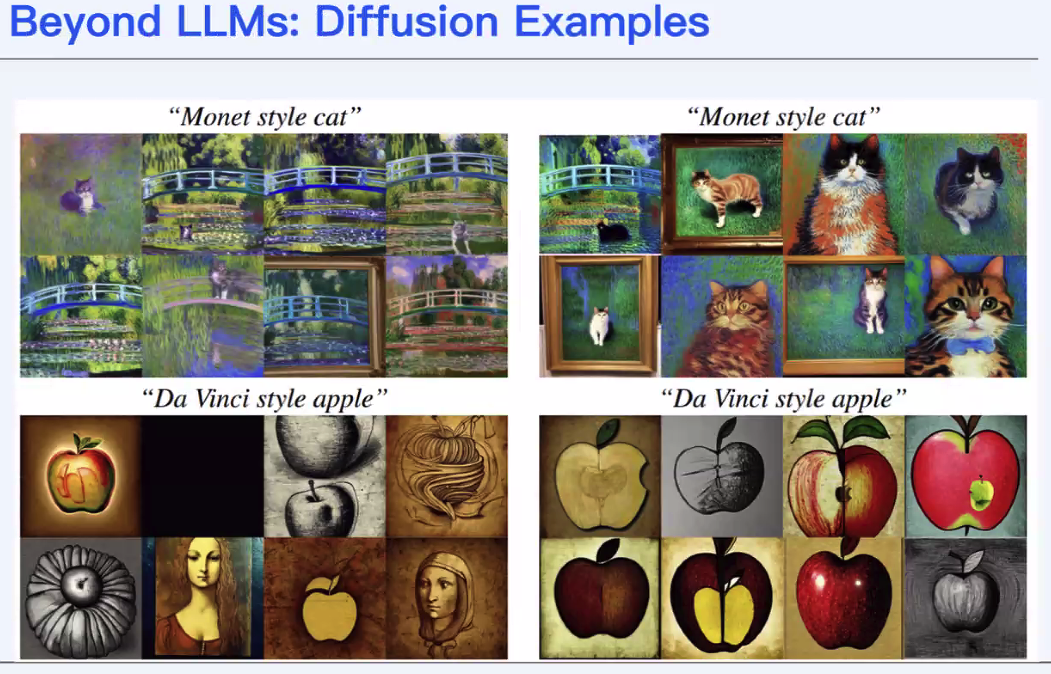 Beyond LLMs: Diffusion Examples
“Monet style cat”
“Monet style cat”
“Da Vinci style apple”
“Da Vinci style apple”